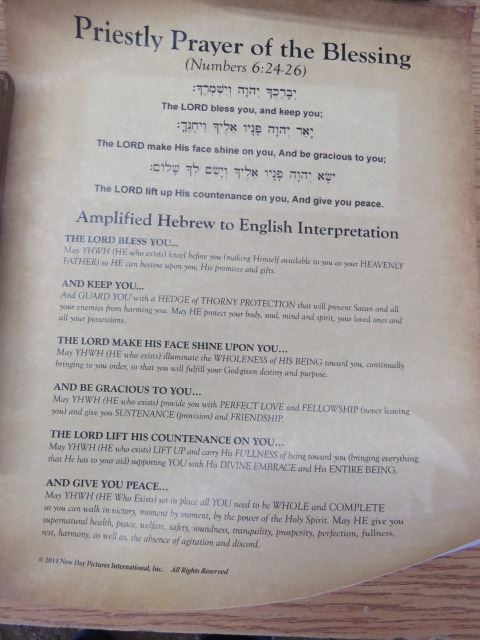 Priestly Prayer of the Blessing
(Numbers 6:24-26)
יְבָרֶכְךָ יְהוָה וְיִשְׁמְרֶךָ:
The LORD bless you, and keep you;
יָאֵר יְהוָה פָּנָיו אֵלֶיךָ וִיחֻנֶּךָּ:
The LORD make His face shine on you, And be gracious to you;
יִשָּׂא יְהוָה פָּנָיו אֵלֶיךָ וְיָשֵׂם לְךָ שָׁלוֹם:
The LORD lift up His countenance on you, And give you peace.
Amplified Hebrew to English Interpretation
THE LORD BLESS YOU...
May YHWH (HE who exists) kneel before you (making Himself available to you as your HEAVENLY
FATHER) so HE can bestow upon you, His promises and gifts.
AND KEEP YOU...
And GUARD YOU with a HEDGE of THORNY PROTECTION that will prevent Satan and all
your enemies from harming you. May HE protect your body, soul, mind and spirit, your loved ones and
all your possessions.
THE LORD MAKE HIS FACE SHINE UPON YOU...
May YHWH (HE who exists) illuminate the WHOLENESS of HIS BEING toward you, continually
bringing to you order, so that you will fulfill your God-given destiny and purpose.
AND BE GRACIOUS TO YOU...
May YHWH (HE who exists) provide you with PERFECT LOVE and FELLOWSHIP (never leaving
you) and give you SUSTENANCE (provision) and FRIENDSHIP.
THE LORD LIFT HIS COUNTENANCE ON YOU...
May YHWH (HE who exists) LIFT UP and carry His FULLNESS of being toward you (bringing everything
that He has to your aid) supporting YOU with His DIVINE EMBRACE and His ENTIRE BEING.
AND GIVE YOU PEACE...
May YHWH (HE Who Exists) set in place all YOU need to be WHOLE and COMPLETE
so you can walk in victory, moment by moment, by the power of the Holy Spirit. May HE give you
supernatural health, peace, welfare, safety, soundness, tranquility, prosperity, perfection, fullness,
rest, harmony, as well as, the absence of agitation and discord.
© 2014 New Day Pictures International, Inc. All Rights Reserved